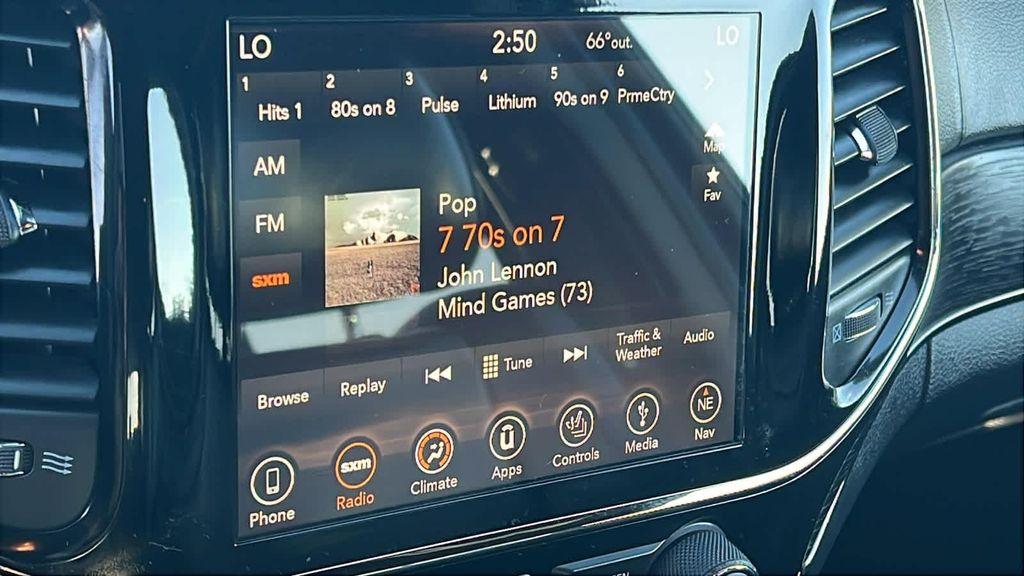 LO 2:50 66°out. LO
1 2 3 4 5 6
Hits 1 80s on 8 Pulse Lithium 90s on 9 PrmeCtry
Map
AM
Fav
FM
sxm
Pop
7 70s on 7
John Lennon
Mind Games (73)
Browse Replay Tune Traffic & Audio
Weather
Phone
sxm
Radio
Climate
Apps
Controls
Media
NE
Nav